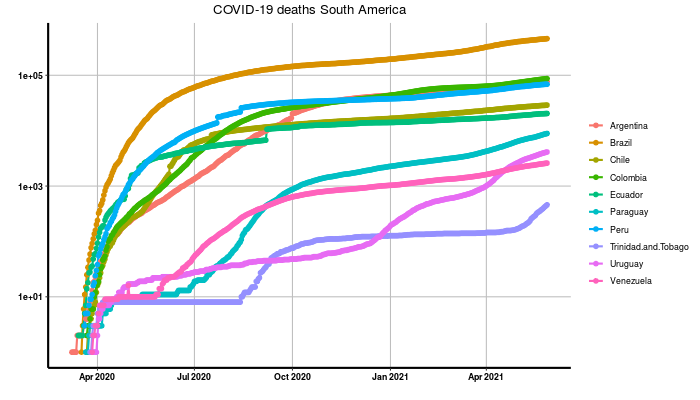 COVID-19 deaths South America
1e+05
1e+03
1e+01
Apr 2020
Jul 2020
Oct 2020
Jan 2021
Apr 2021
Argentina
Brazil
Chile
Colombia
Ecuador
Paraguay
Peru
Trinidad.and.Tobago
Uruguay
Venezuela